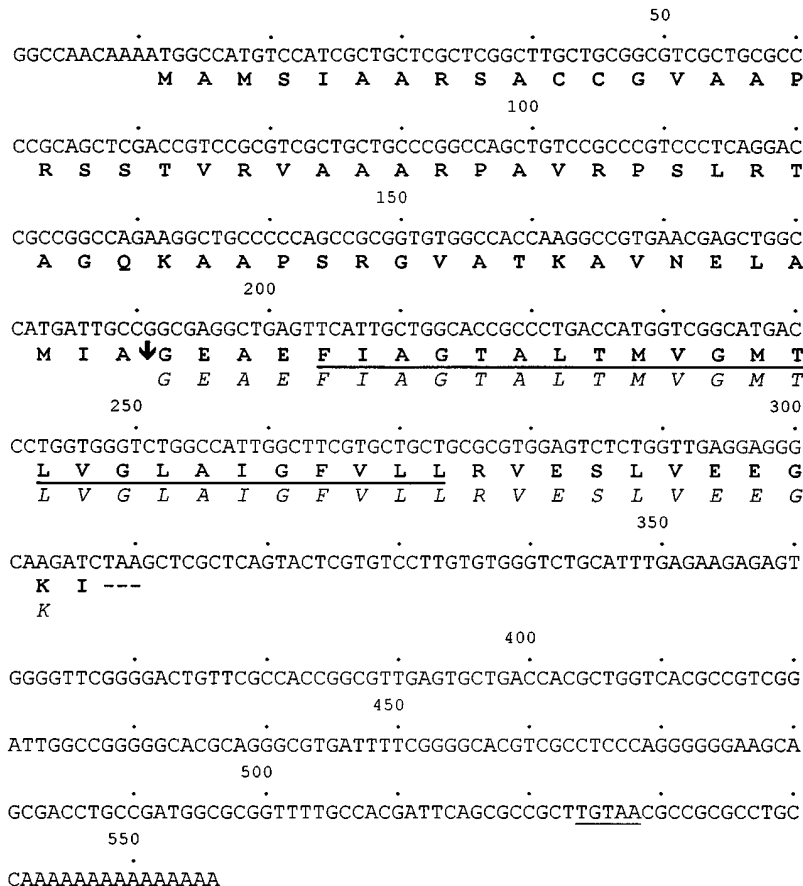 50
GGCCAACAAAATGGCCATGTCCATCGCTGCTCGCTCGGCTTGCTGCGGCGTCGCTGCGCC
M A M S I A A R S A C C G V A A P
100
CCGCAGCTCGACCGTCCGCGTCGCTGCTGCCCGGCCAGCTGTCCGCCCGTCCCTCAGGAC
R S S T V R V A A A R P A V R P S L R T
150
CGCCGGCCAGAAGGCTGCCCCCAGCCGCGGTGTGGCCACCAAGGCCGTGAACGAGCTGGC
A G Q K A A P S R G V A T K A V N E L A
200
CATGATTGCCGGCGAGGCTGAGTTCATTGCTGGCACCGCCCTGACCATGGTCGGCATGAC
M I A G E A E F I A G T A L T M V G M T
G E A E F I A G T A L T M V G M T
250 300
CCTGGTGGGTCTGGCCATTGGCTTCGTGCTGCTGCGCGTGGAGTCTCTGGTTGAGGAGGG
L V G L A I G F V L L R V E S L V E E G
L V G L A I G F V L L R V E S L V E E G
350
CAAGATCTAAGCTCGCTCAGTACTCGTGTCCTTGTGTGGGTCTGCATTTGAGAAGAGAGT
K I ---
K
400
GGGGTTCGGGGACTGTTCGCCACCGGCGTTGAGTGCTGACCACGCTGGTCACGCCGTCGG
450
ATTGGCCGGGGGCACGCAGGGCGTGATTTTCGGGGCACGTCGCCTCCCAGGGGGGAAGCA
500
GCGACCTGCCGATGGCGCGGTTTTGCCACGATTCAGCGCCGCTTGTAACGCCGCGCCTGC
550
CAAAAAAAAAAAAAAA